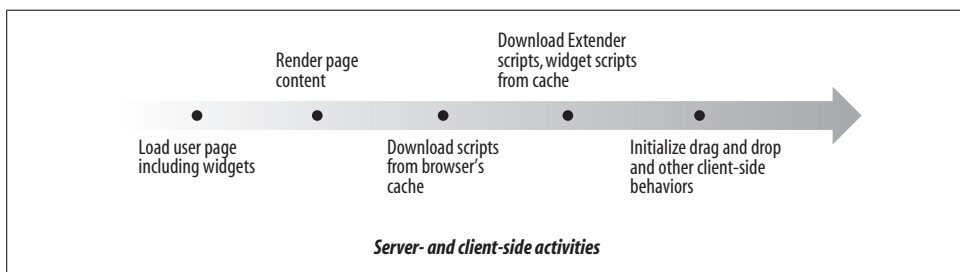 Render page
content
Download Extender
scripts, widget scripts
from cache
Load user page
including widgets
Download scripts
from browser's
cache
Initialize drag and drop
and other client-side
behaviors
Server- and client-side activities